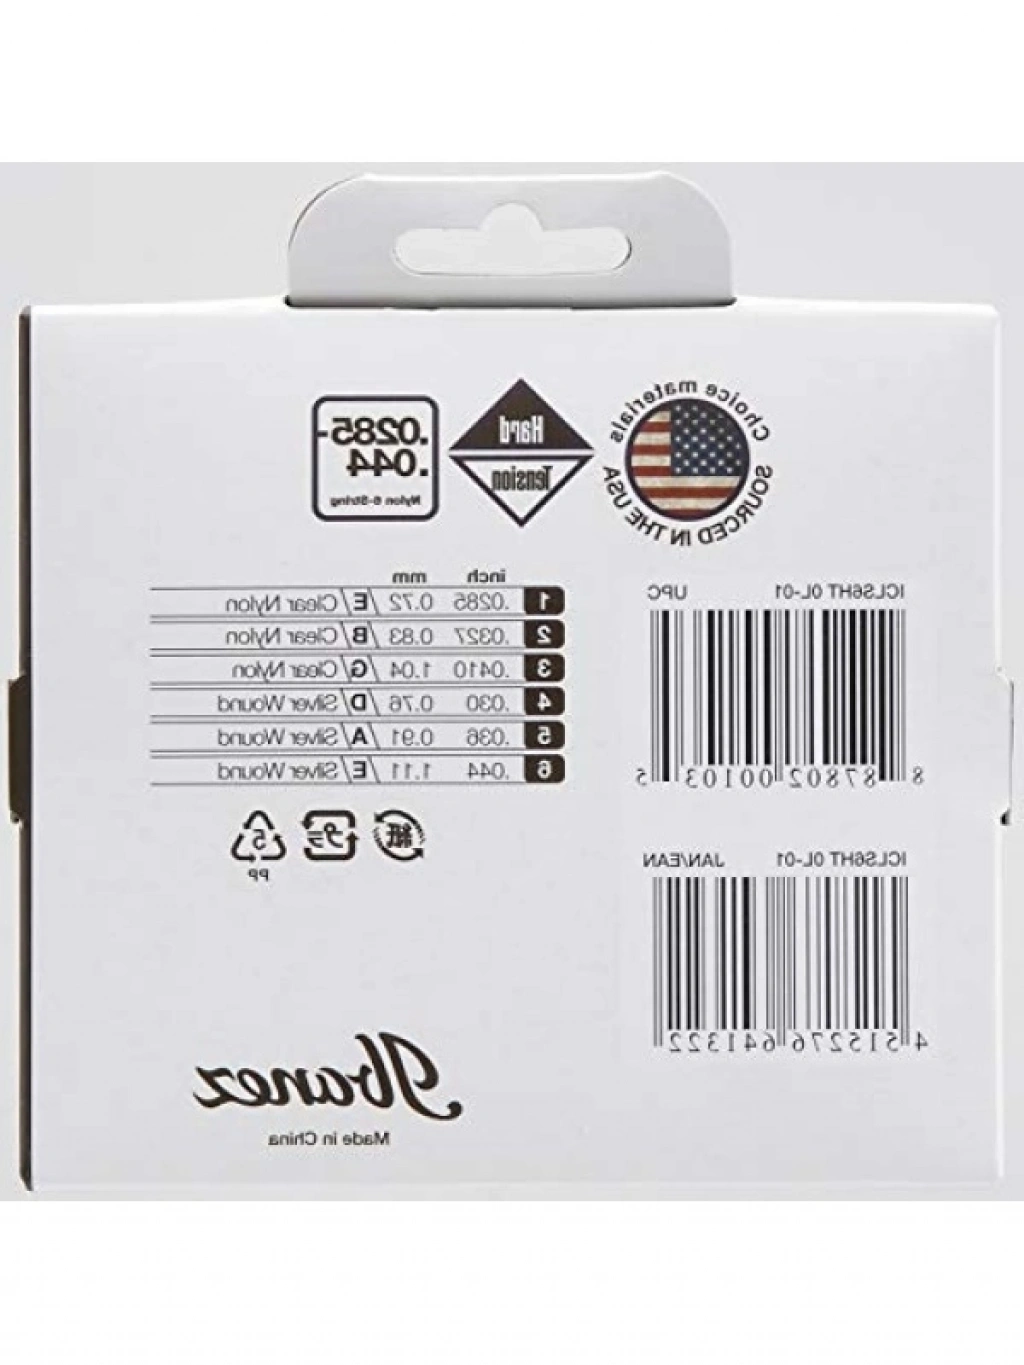 Choice materials
SOURCED IN THE USA
Hard
Tension
.0285-
.044
Nylon 6-String
inch mm
1 .0285 0.72 / E / Clear Nylon
2 .0327 0.83 / B / Clear Nylon
3 .0410 1.04 / G / Clear Nylon
4 .030 0.76 / D / Silver Wound
5 .036 0.91 / A / Silver Wound
6 .044 1.11 / E / Silver Wound
ICLS6HT 0L-01 UPC
8 87802 00103 5
ICLS6HT 0L-01 JAN/EAN
4 515276 641322
紙
プラ
5
PP
Ibanez
Made in China